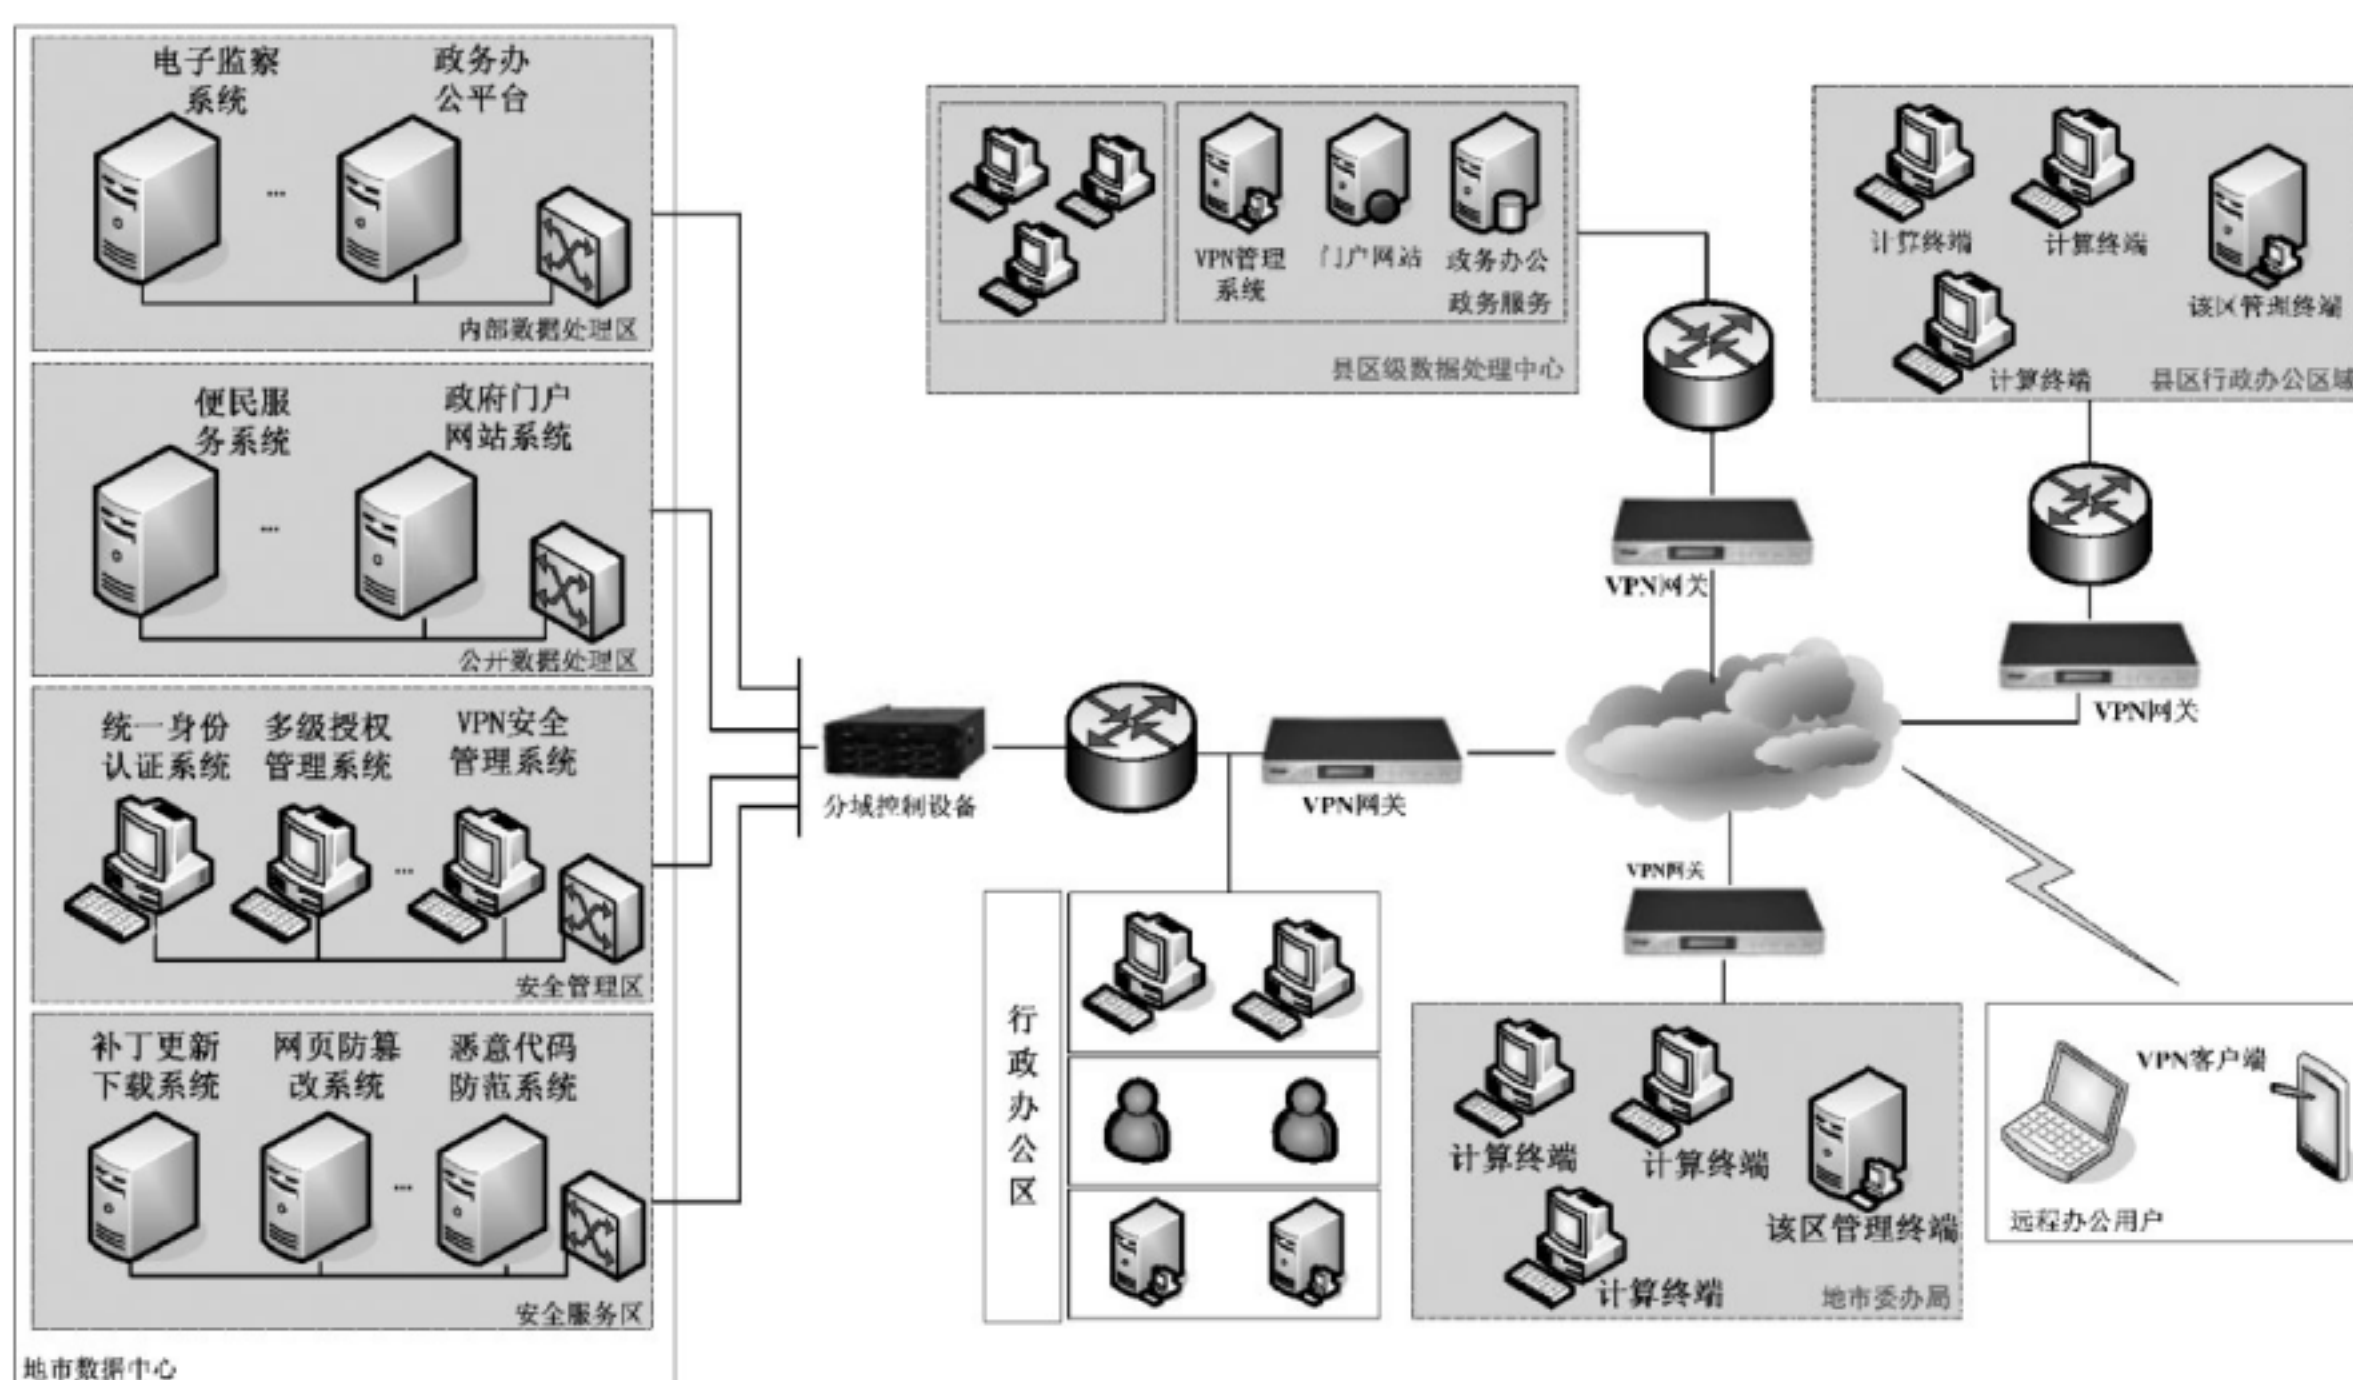 电子监察
系统
政务办
公平台
...
内部数据处理区
便民服
务系统
政府门户
网站系统
...
公开数据处理区
统一身份
认证系统
多级授权
管理系统
VPN安全
管理系统
...
安全管理区
补丁更新
下载系统
网页防篡
改系统
恶意代码
防范系统
...
安全服务区
地市数据中心
分域控制设备
VPN网关
行
政
办
公
区
VPN管理
系统
门户网站
政务办公
政务服务
县区级数据处理中心
VPN网关
计算终端
计算终端
该区管理终端
计算终端
县区行政办公区域
VPN网关
VPN网关
计算终端
计算终端
该区管理终端
计算终端
地市委办局
VPN客户端
远程办公用户